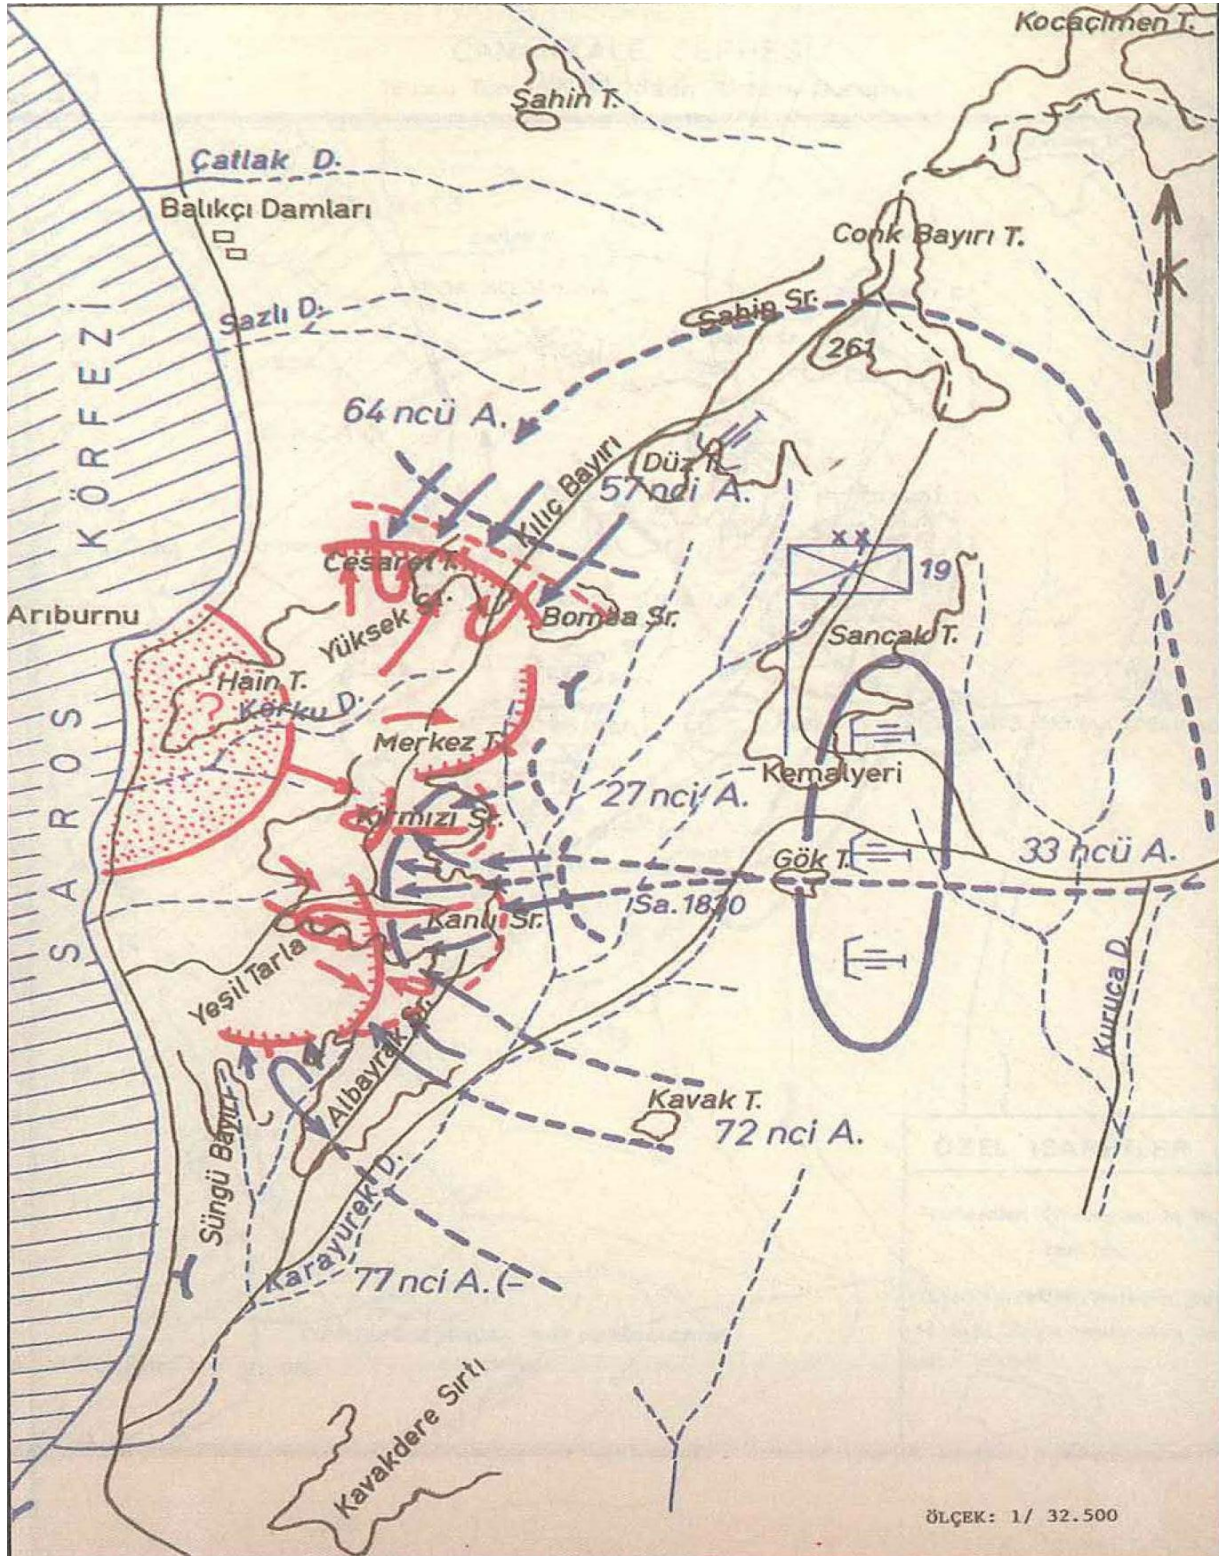 Kocaçimen T.
Şahin T.
Çatlak D.
Balıkçı Damları
Conk Bayırı T.
Sazlı D.
Şahin Sr.
K
261
64 ncü A.
Düz T.
57 nci A.
Kılıç Bayırı
SAROS KÖRFEZİ
Cesaret T.
xx
19
Arıburnu
Yüksek Sr.
Bomba Sr.
Sancak T.
Hain T.
?
Korku D.
Merkez T.
Kemalyeri
27 nci A.
Kırmızı Sr.
Gök T.
33 ncü A.
Sa. 1830
Kanlı Sr.
Yeşil Tarla
Kuruca D.
Albayrak Sr.
Kavak T.
72 nci A.
Süngü Bayırı
Karayürek D.
77 nci A. (-
Kavakdere Sırtı
ÖLÇEK: 1/ 32.500